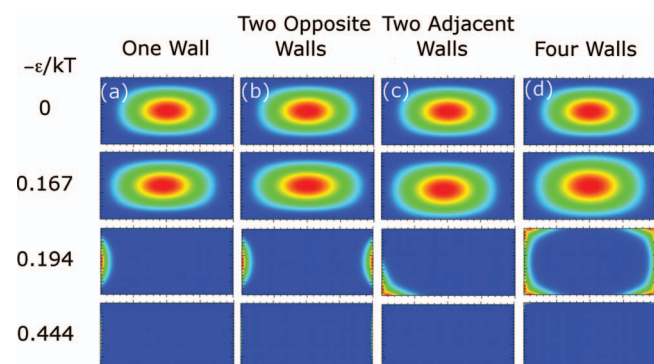 One Wall
Two Opposite Walls
Two Adjacent Walls
Four Walls
–ε/kT
0
(a)
(b)
(c)
(d)
0.167
0.194
0.444